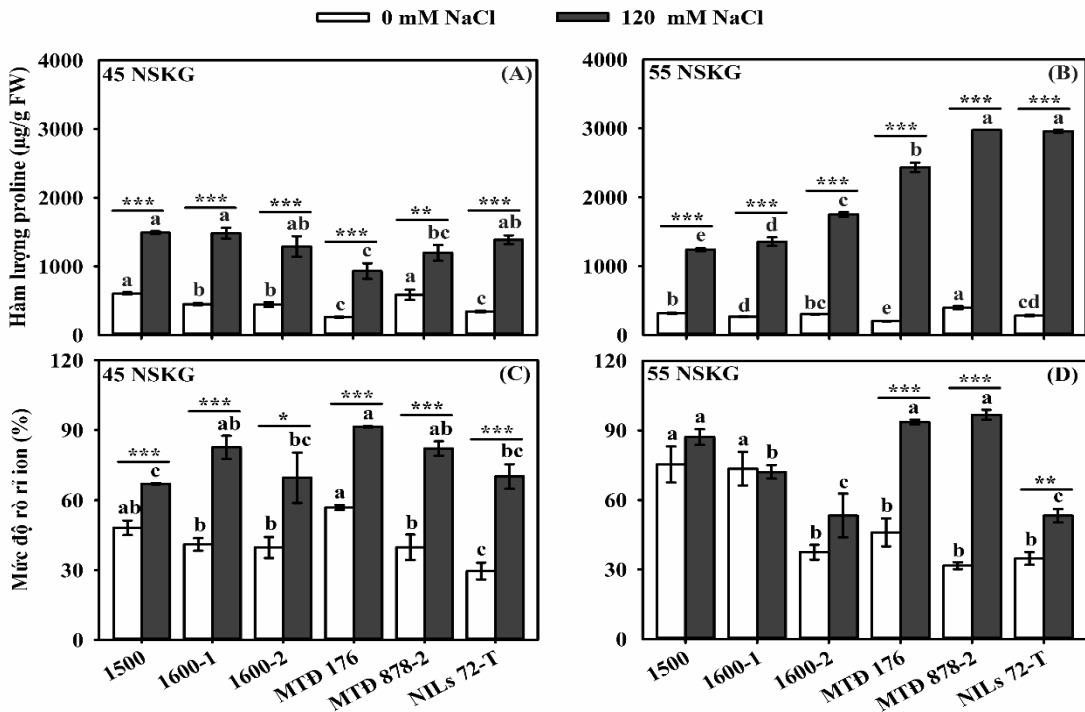 0 mM NaCl 120 mM NaCl
4000 45 NSKG (A) 4000 55 NSKG (B)
Hàm lượng proline (µg/g FW)
3000 3000
2000 2000
1000 1000
0 0
*** *** *** *** ** ***
a a ab c bc ab
a b b c a c
*** *** *** *** *** ***
e d c b a a
b d bc e a cd
120 45 NSKG (C) 120 55 NSKG (D)
Mức độ rò rỉ ion (%)
90 90
60 60
30 30
0 0
*** *** * *** *** ***
c ab bc a ab bc
ab b b a b c
*** *** **
a b c a a c
a a b b b b
1500 1600-1 1600-2 MTĐ 176 MTĐ 878-2 NILs 72-T
1500 1600-1 1600-2 MTĐ 176 MTĐ 878-2 NILs 72-T